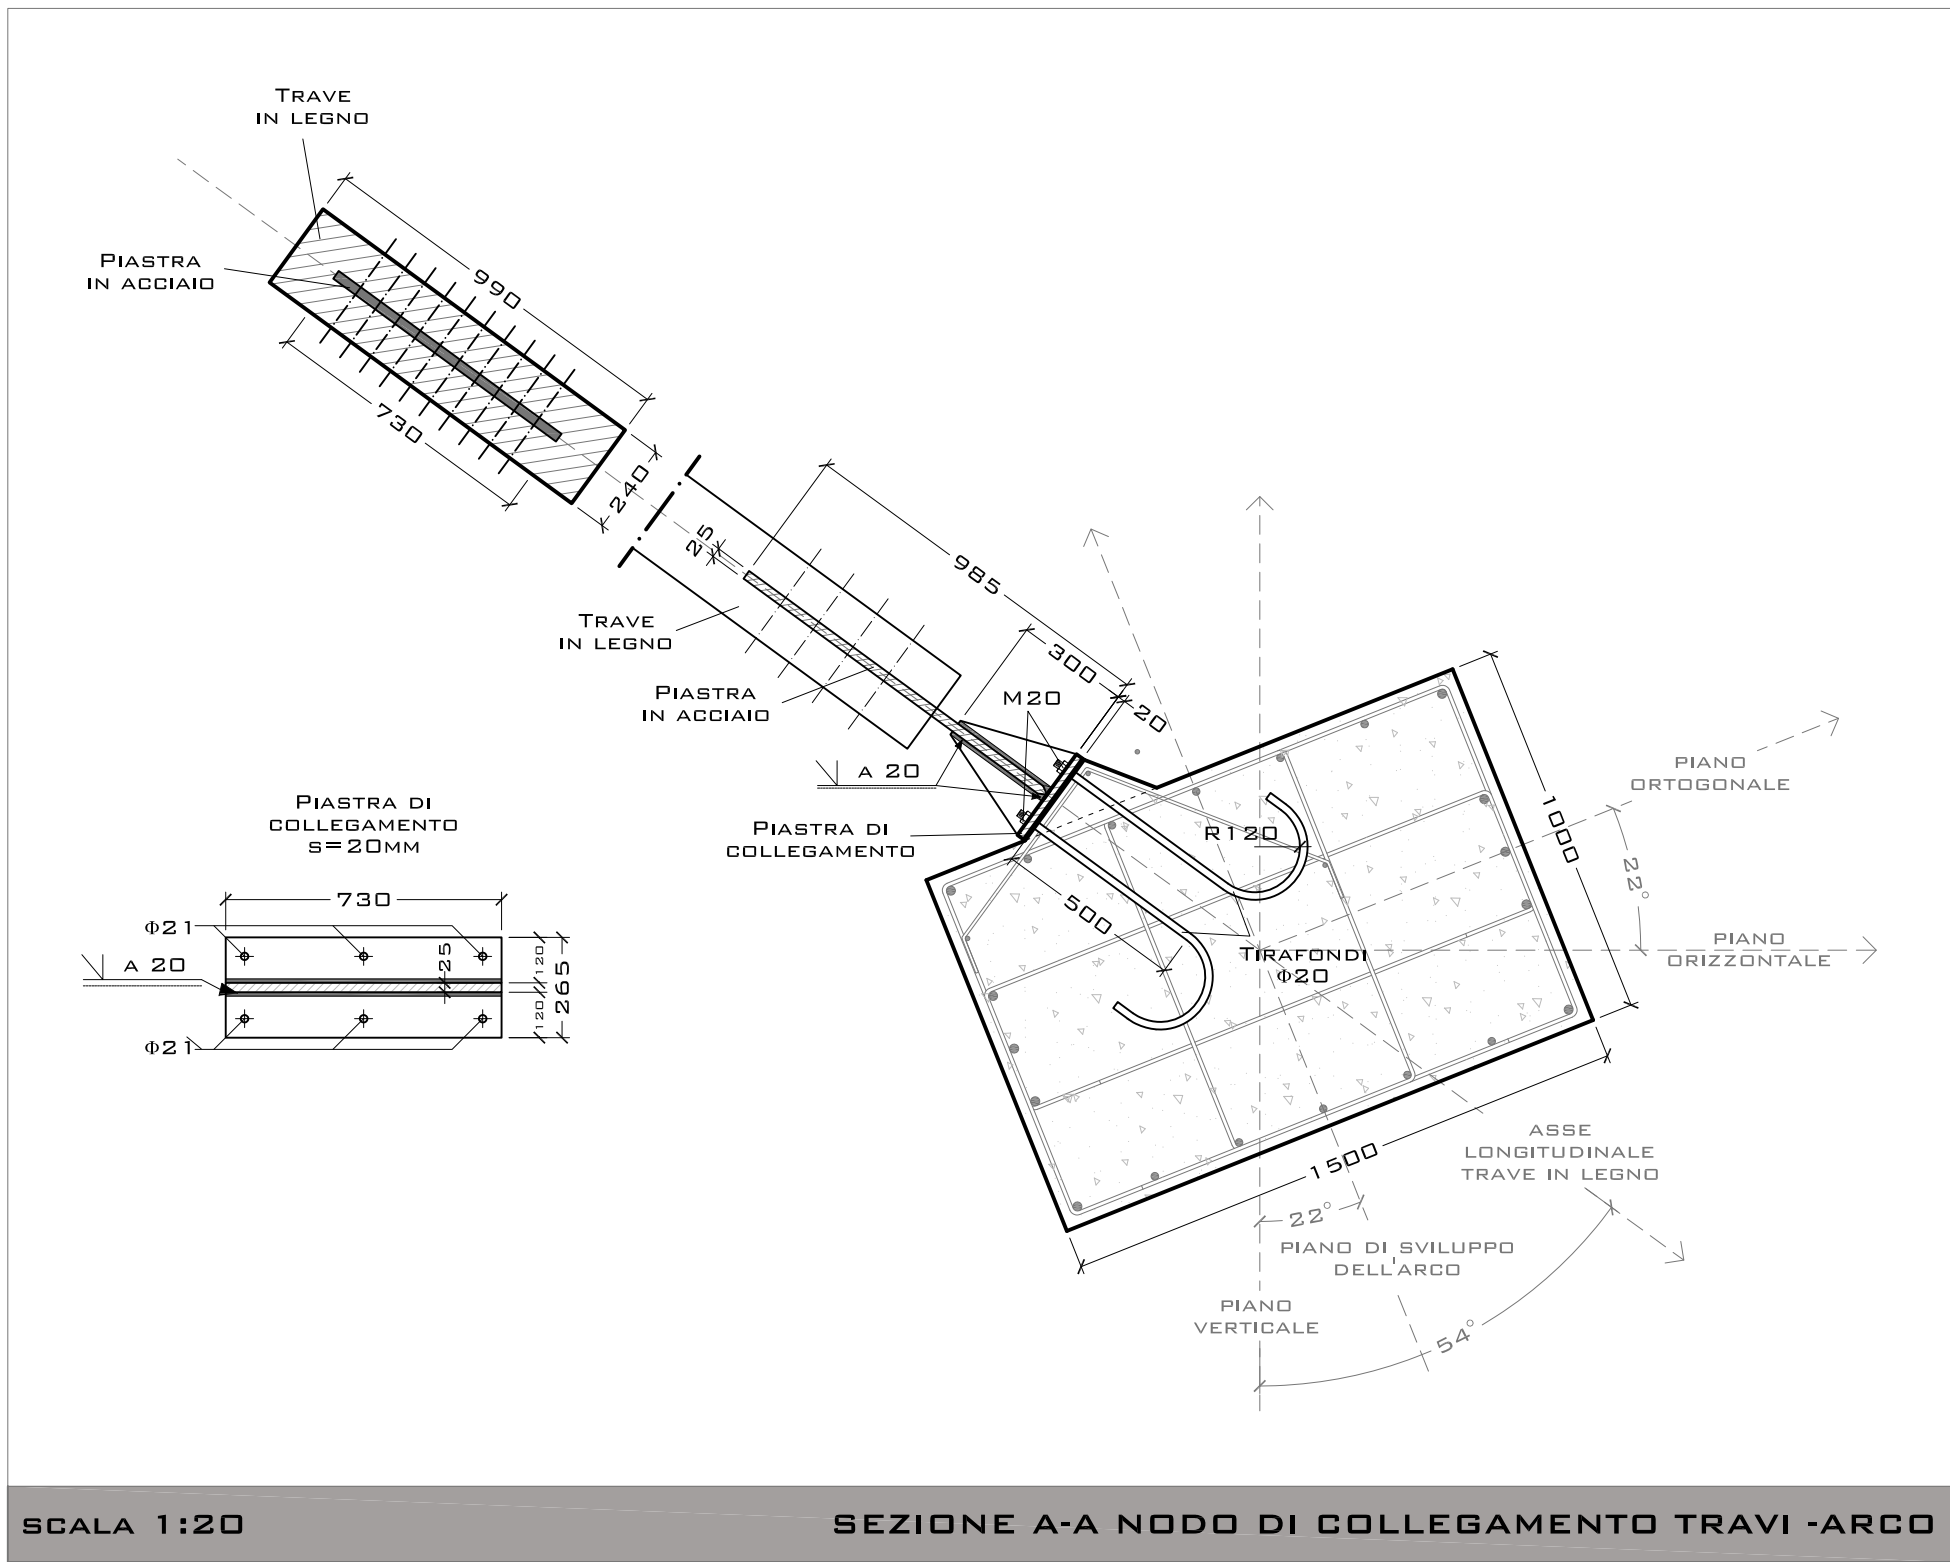 TRAVE
IN LEGNO
PIASTRA
IN ACCIAIO
990
730
240
25
985
TRAVE
IN LEGNO
300
PIASTRA
IN ACCIAIO
M20
20
A 20
PIASTRA DI
COLLEGAMENTO
R120
500
TIRAFONDI
Φ20
1000
1500
PIANO
ORTOGONALE
22°
PIANO
ORIZZONTALE
ASSE
LONGITUDINALE
TRAVE IN LEGNO
22°
PIANO DI SVILUPPO
DELL'ARCO
PIANO
VERTICALE
54°
PIASTRA DI
COLLEGAMENTO
S=20MM
730
Φ21
A 20
25
120
265
120
Φ21
SCALA 1:20
SEZIONE A-A NODO DI COLLEGAMENTO TRAVI -ARCO